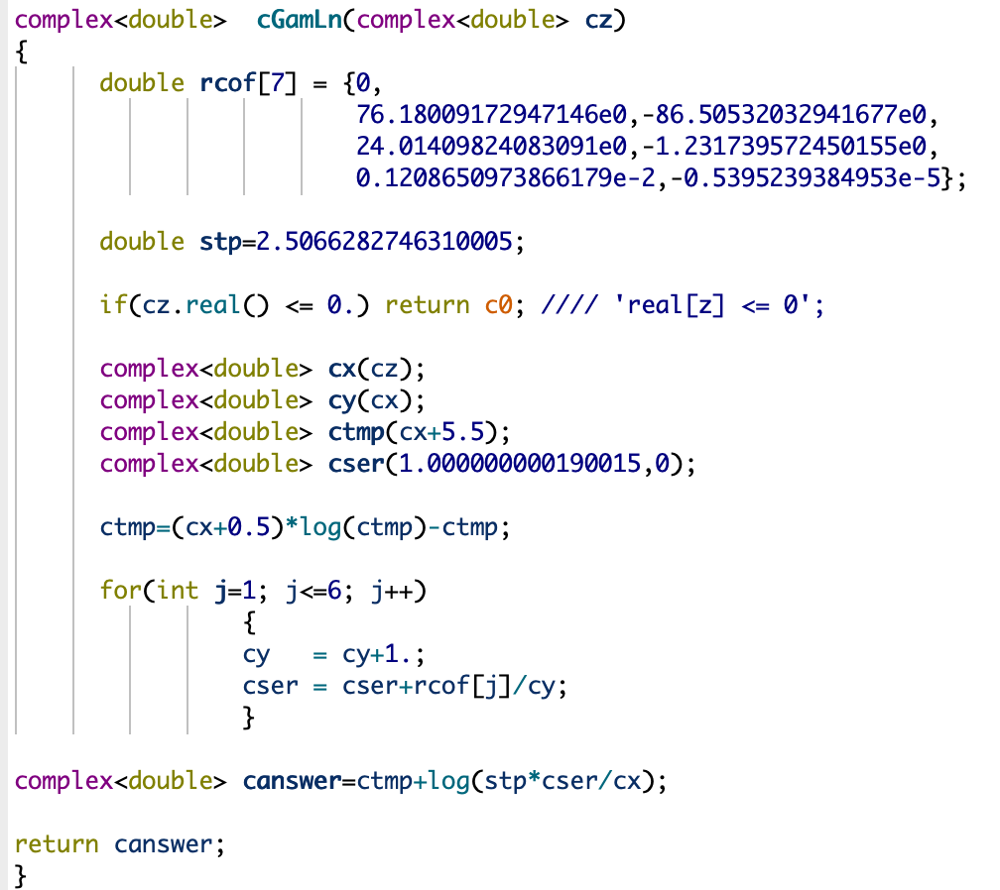 complex<double>  cGamLn(complex<double> cz)
{
double rcof[7] = {0,
76.18009172947146e0,-86.50532032941677e0,
24.01409824083091e0,-1.231739572450155e0,
0.1208650973866179e-2,-0.5395239384953e-5};
double stp=2.5066282746310005;
if(cz.real() <= 0.) return c0; //// 'real[z] <= 0';
complex<double> cx(cz);
complex<double> cy(cx);
complex<double> ctmp(cx+5.5);
complex<double> cser(1.000000000190015,0);
ctmp=(cx+0.5)*log(ctmp)-ctmp;
for(int j=1; j<=6; j++)
{
cy   = cy+1.;
cser = cser+rcof[j]/cy;
}
complex<double> canswer=ctmp+log(stp*cser/cx);
return canswer;
}